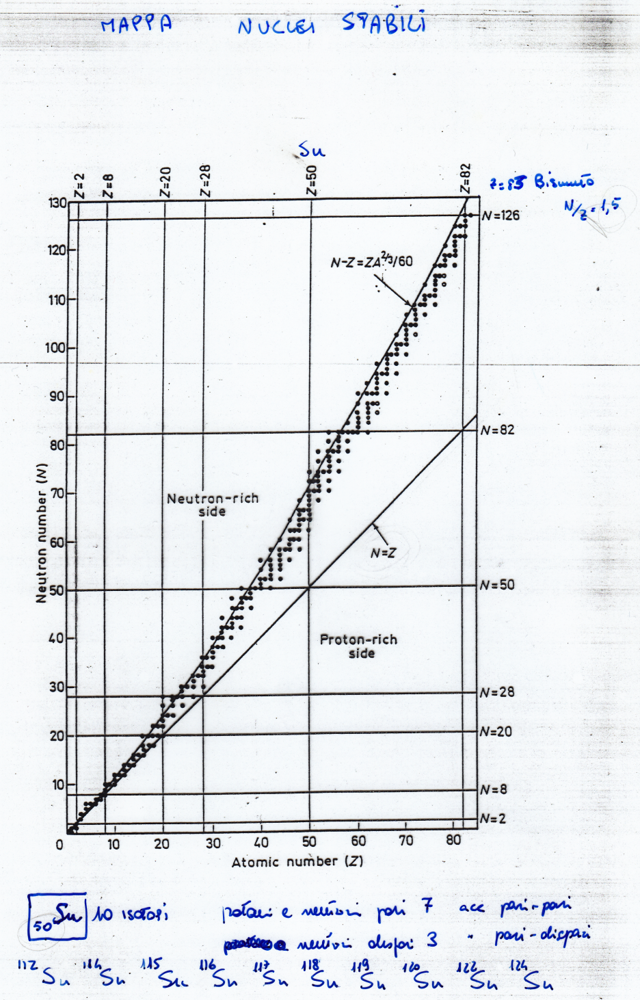 MAPPA NUCLEI STABILI
Sn
Z=2 Z=8 Z=20 Z=28 Z=50 Z=82
Z=83 Bismuto
N/Z = 1,5
130
N=126
120
N-Z=ZA^2/3/60
110
100
90
N=82
80
70
Neutron-rich
side
60
N=Z
50
N=50
40
Proton-rich
side
30
N=28
20
N=20
10
N=8
N=2
Neutron number (N)
0 10 20 30 40 50 60 70 80
Atomic number (Z)
50Sn 10 isotopi protoni e neutroni pari 7 acc pari-pari
neutroni dispari 3 " pari-dispari
112Sn 114Sn 115Sn 116Sn 117Sn 118Sn 119Sn 120Sn 122Sn 124Sn